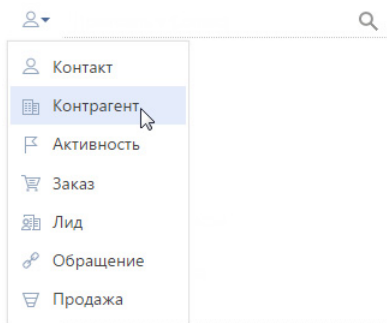 Контакт
Контрагент
Активность
Заказ
Лид
Обращение
Продажа